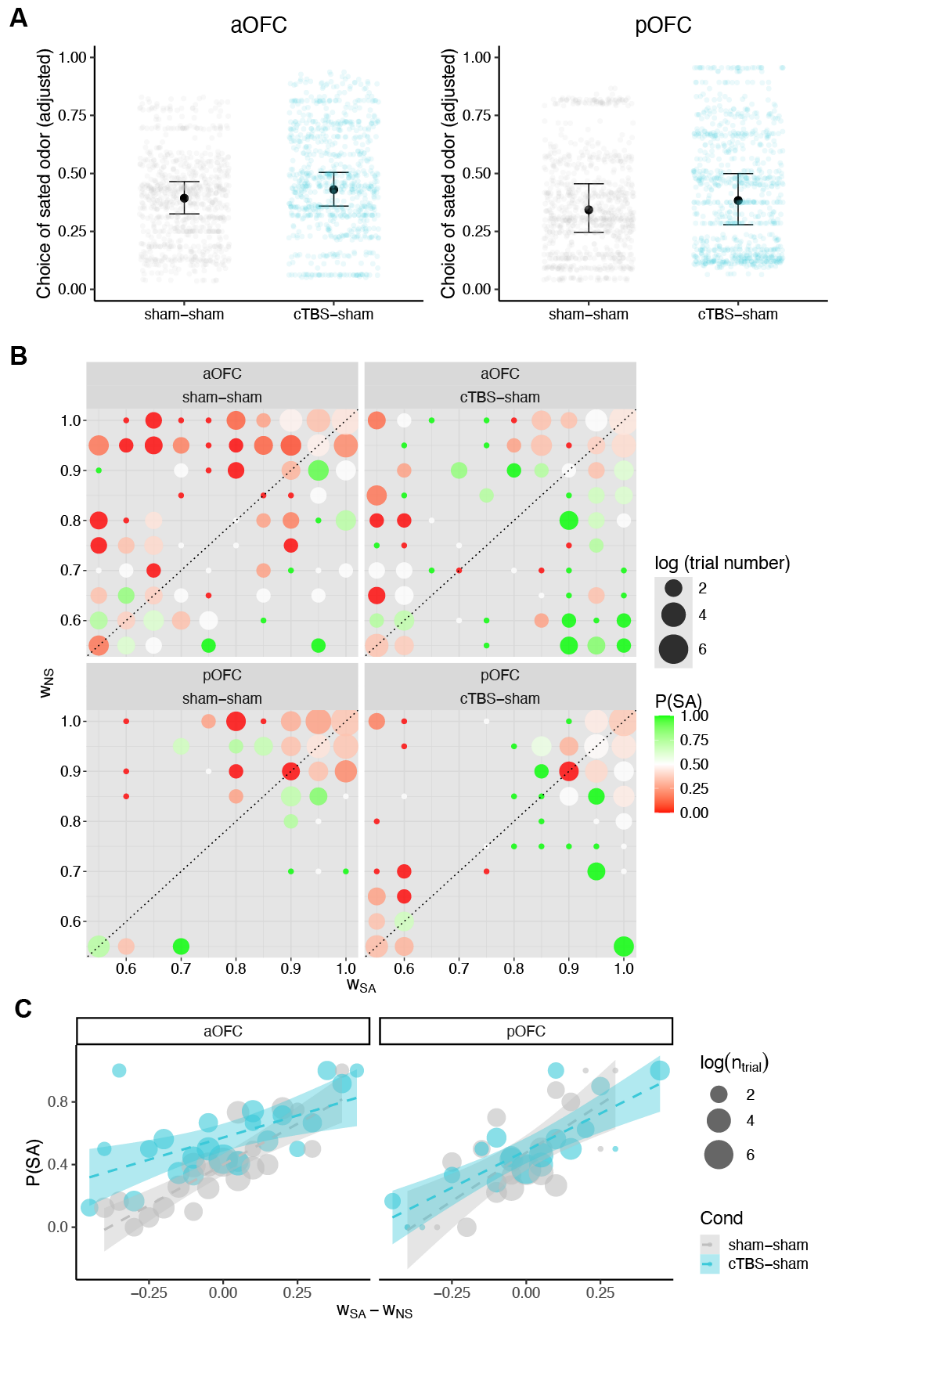 A
aOFC
pOFC
Choice of sated odor (adjusted)
1.00
0.75
0.50
0.25
0.00
sham−sham
cTBS−sham
Choice of sated odor (adjusted)
1.00
0.75
0.50
0.25
0.00
sham−sham
cTBS−sham
B
aOFC
sham−sham
aOFC
cTBS−sham
1.0
0.9
0.8
0.7
0.6
wNS
pOFC
sham−sham
pOFC
cTBS−sham
1.0
0.9
0.8
0.7
0.6
0.6 0.7 0.8 0.9 1.0
0.6 0.7 0.8 0.9 1.0
wSA
log (trial number)
2
4
6
P(SA)
1.00
0.75
0.50
0.25
0.00
C
aOFC
pOFC
P(SA)
0.8
0.4
0.0
−0.25 0.00 0.25
−0.25 0.00 0.25
wSA − wNS
log(ntrial)
2
4
6
Cond
sham−sham
cTBS−sham